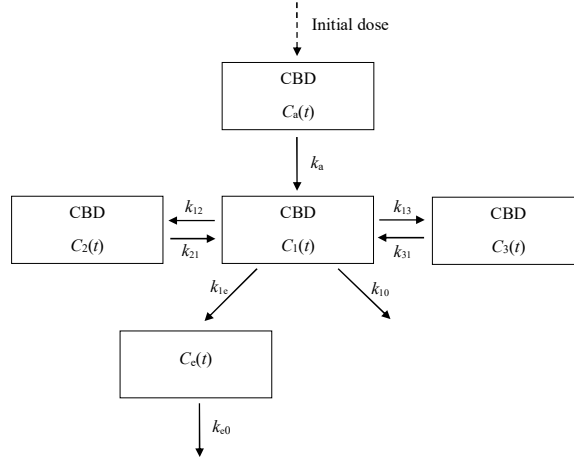 Initial dose
CBD
Ca(t)
ka
k12
k13
CBD
CBD
CBD
C2(t)
C1(t)
C3(t)
k21
k31
k1e
k10
Ce(t)
ke0